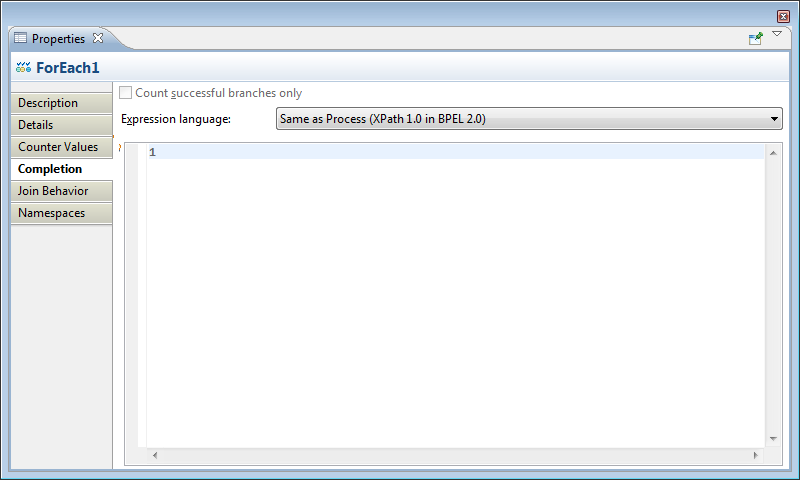 Properties
ForEach1
Description
Details
Counter Values
Completion
Join Behavior
Namespaces
Count successful branches only
Expression language:
Same as Process (XPath 1.0 in BPEL 2.0)
1